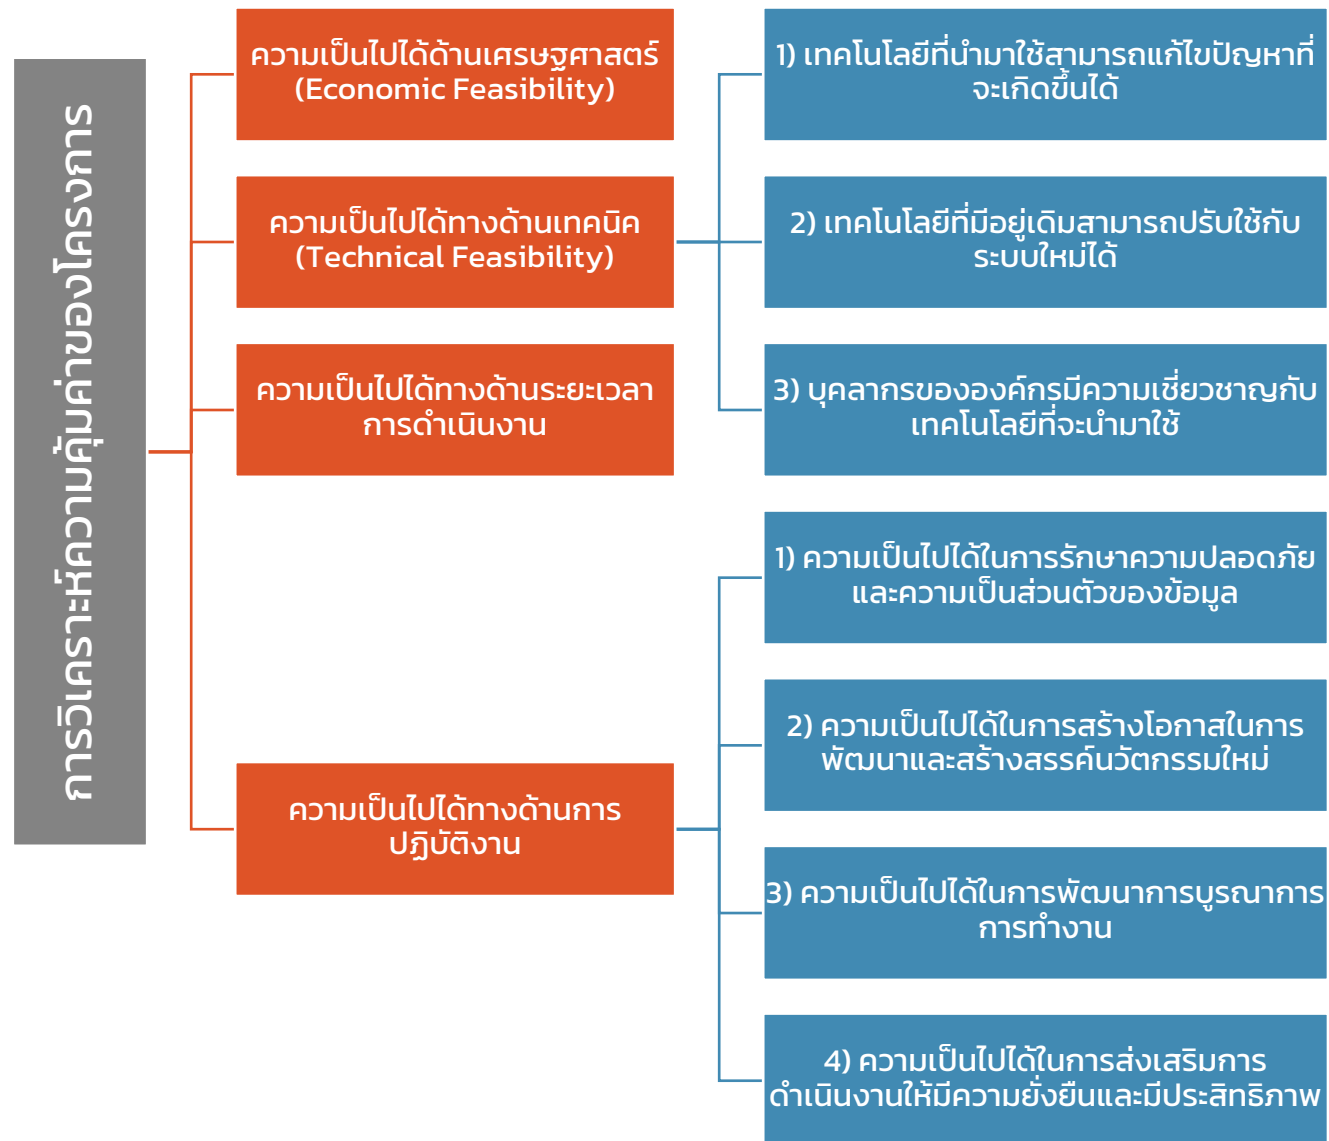 การวิเคราะห์ความคุ้มค่าของโครงการ
ความเป็นไปได้ด้านเศรษฐศาสตร์
(Economic Feasibility)
ความเป็นไปได้ทางด้านเทคนิค
(Technical Feasibility)
1) เทคโนโลยีที่นำมาใช้สามารถแก้ไขปัญหาที่
จะเกิดขึ้นได้
2) เทคโนโลยีที่มีอยู่เดิมสามารถปรับใช้กับ
ระบบใหม่ได้
3) บุคลากรขององค์กรมีความเชี่ยวชาญกับ
เทคโนโลยีที่จะนำมาใช้
ความเป็นไปได้ทางด้านระยะเวลา
การดำเนินงาน
ความเป็นไปได้ทางด้านการ
ปฏิบัติงาน
1) ความเป็นไปได้ในการรักษาความปลอดภัย
และความเป็นส่วนตัวของข้อมูล
2) ความเป็นไปได้ในการสร้างโอกาสในการ
พัฒนาและสร้างสรรค์นวัตกรรมใหม่
3) ความเป็นไปได้ในการพัฒนาการบูรณาการ
การทำงาน
4) ความเป็นไปได้ในการส่งเสริมการ
ดำเนินงานให้มีความยั่งยืนและมีประสิทธิภาพ